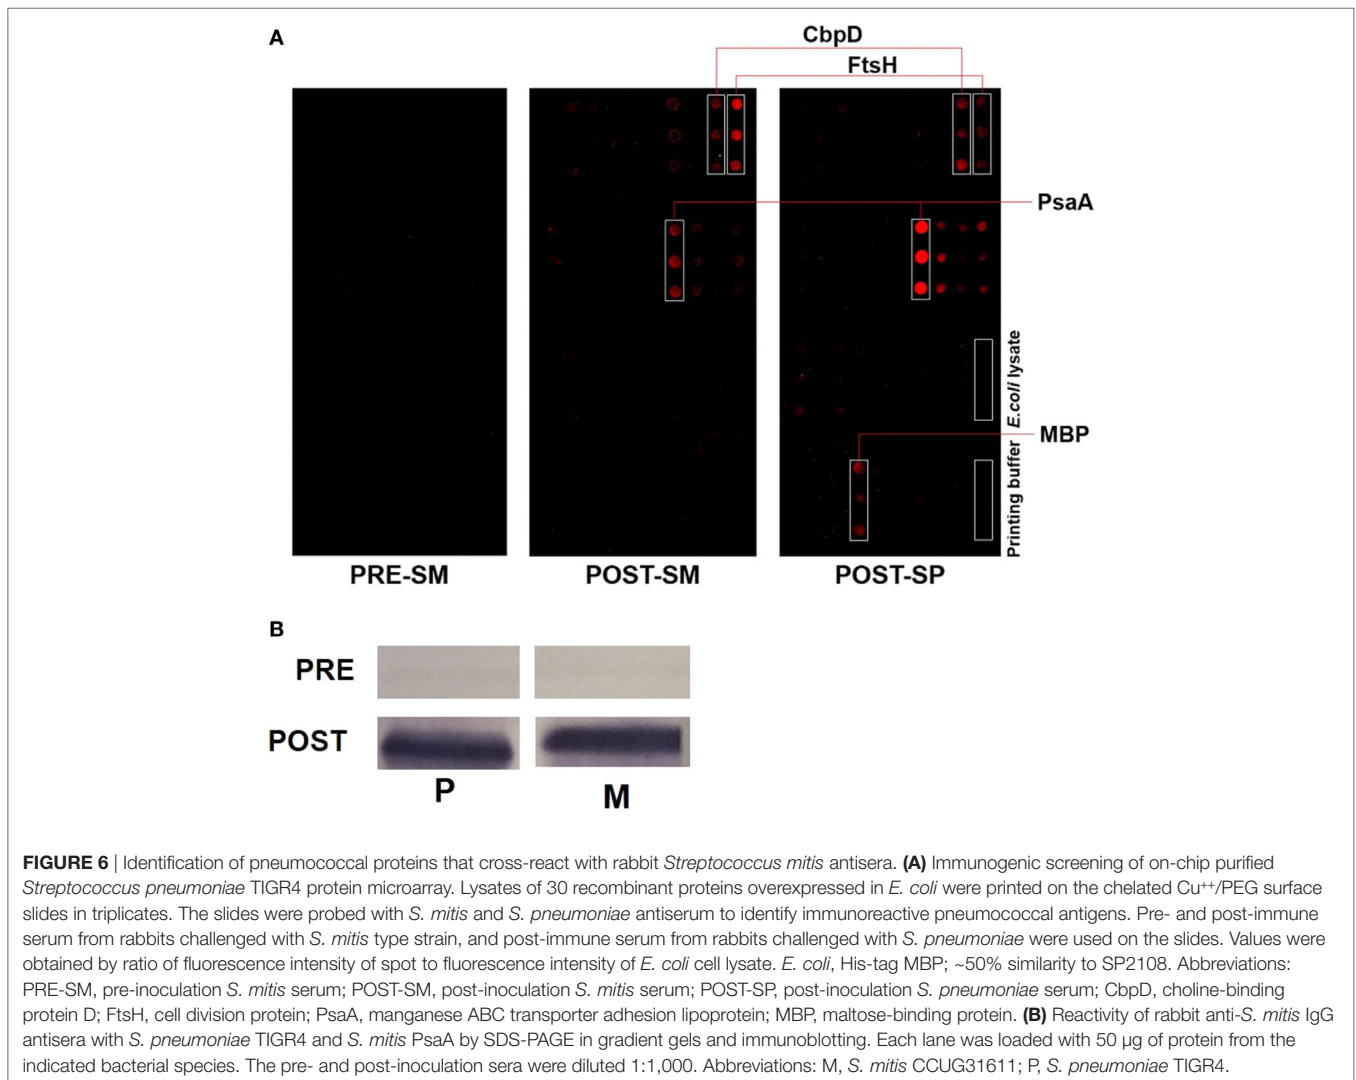 A
CbpD
FtsH
PsaA
E.coli lysate
MBP
Printing buffer
PRE-SM
POST-SM
POST-SP
B
PRE
POST
P
M
FIGURE 6 | Identification of pneumococcal proteins that cross-react with rabbit Streptococcus mitis antisera. (A) Immunogenic screening of on-chip purified
Streptococcus pneumoniae TIGR4 protein microarray. Lysates of 30 recombinant proteins overexpressed in E. coli were printed on the chelated Cu⁺⁺/PEG surface
slides in triplicates. The slides were probed with S. mitis and S. pneumoniae antiserum to identify immunoreactive pneumococcal antigens. Pre- and post-immune
serum from rabbits challenged with S. mitis type strain, and post-immune serum from rabbits challenged with S. pneumoniae were used on the slides. Values were
obtained by ratio of fluorescence intensity of spot to fluorescence intensity of E. coli cell lysate. E. coli, His-tag MBP; ~50% similarity to SP2108. Abbreviations:
PRE-SM, pre-inoculation S. mitis serum; POST-SM, post-inoculation S. mitis serum; POST-SP, post-inoculation S. pneumoniae serum; CbpD, choline-binding
protein D; FtsH, cell division protein; PsaA, manganese ABC transporter adhesion lipoprotein; MBP, maltose-binding protein. (B) Reactivity of rabbit anti-S. mitis IgG
antisera with S. pneumoniae TIGR4 and S. mitis PsaA by SDS-PAGE in gradient gels and immunoblotting. Each lane was loaded with 50 µg of protein from the
indicated bacterial species. The pre- and post-inoculation sera were diluted 1:1,000. Abbreviations: M, S. mitis CCUG31611; P, S. pneumoniae TIGR4.